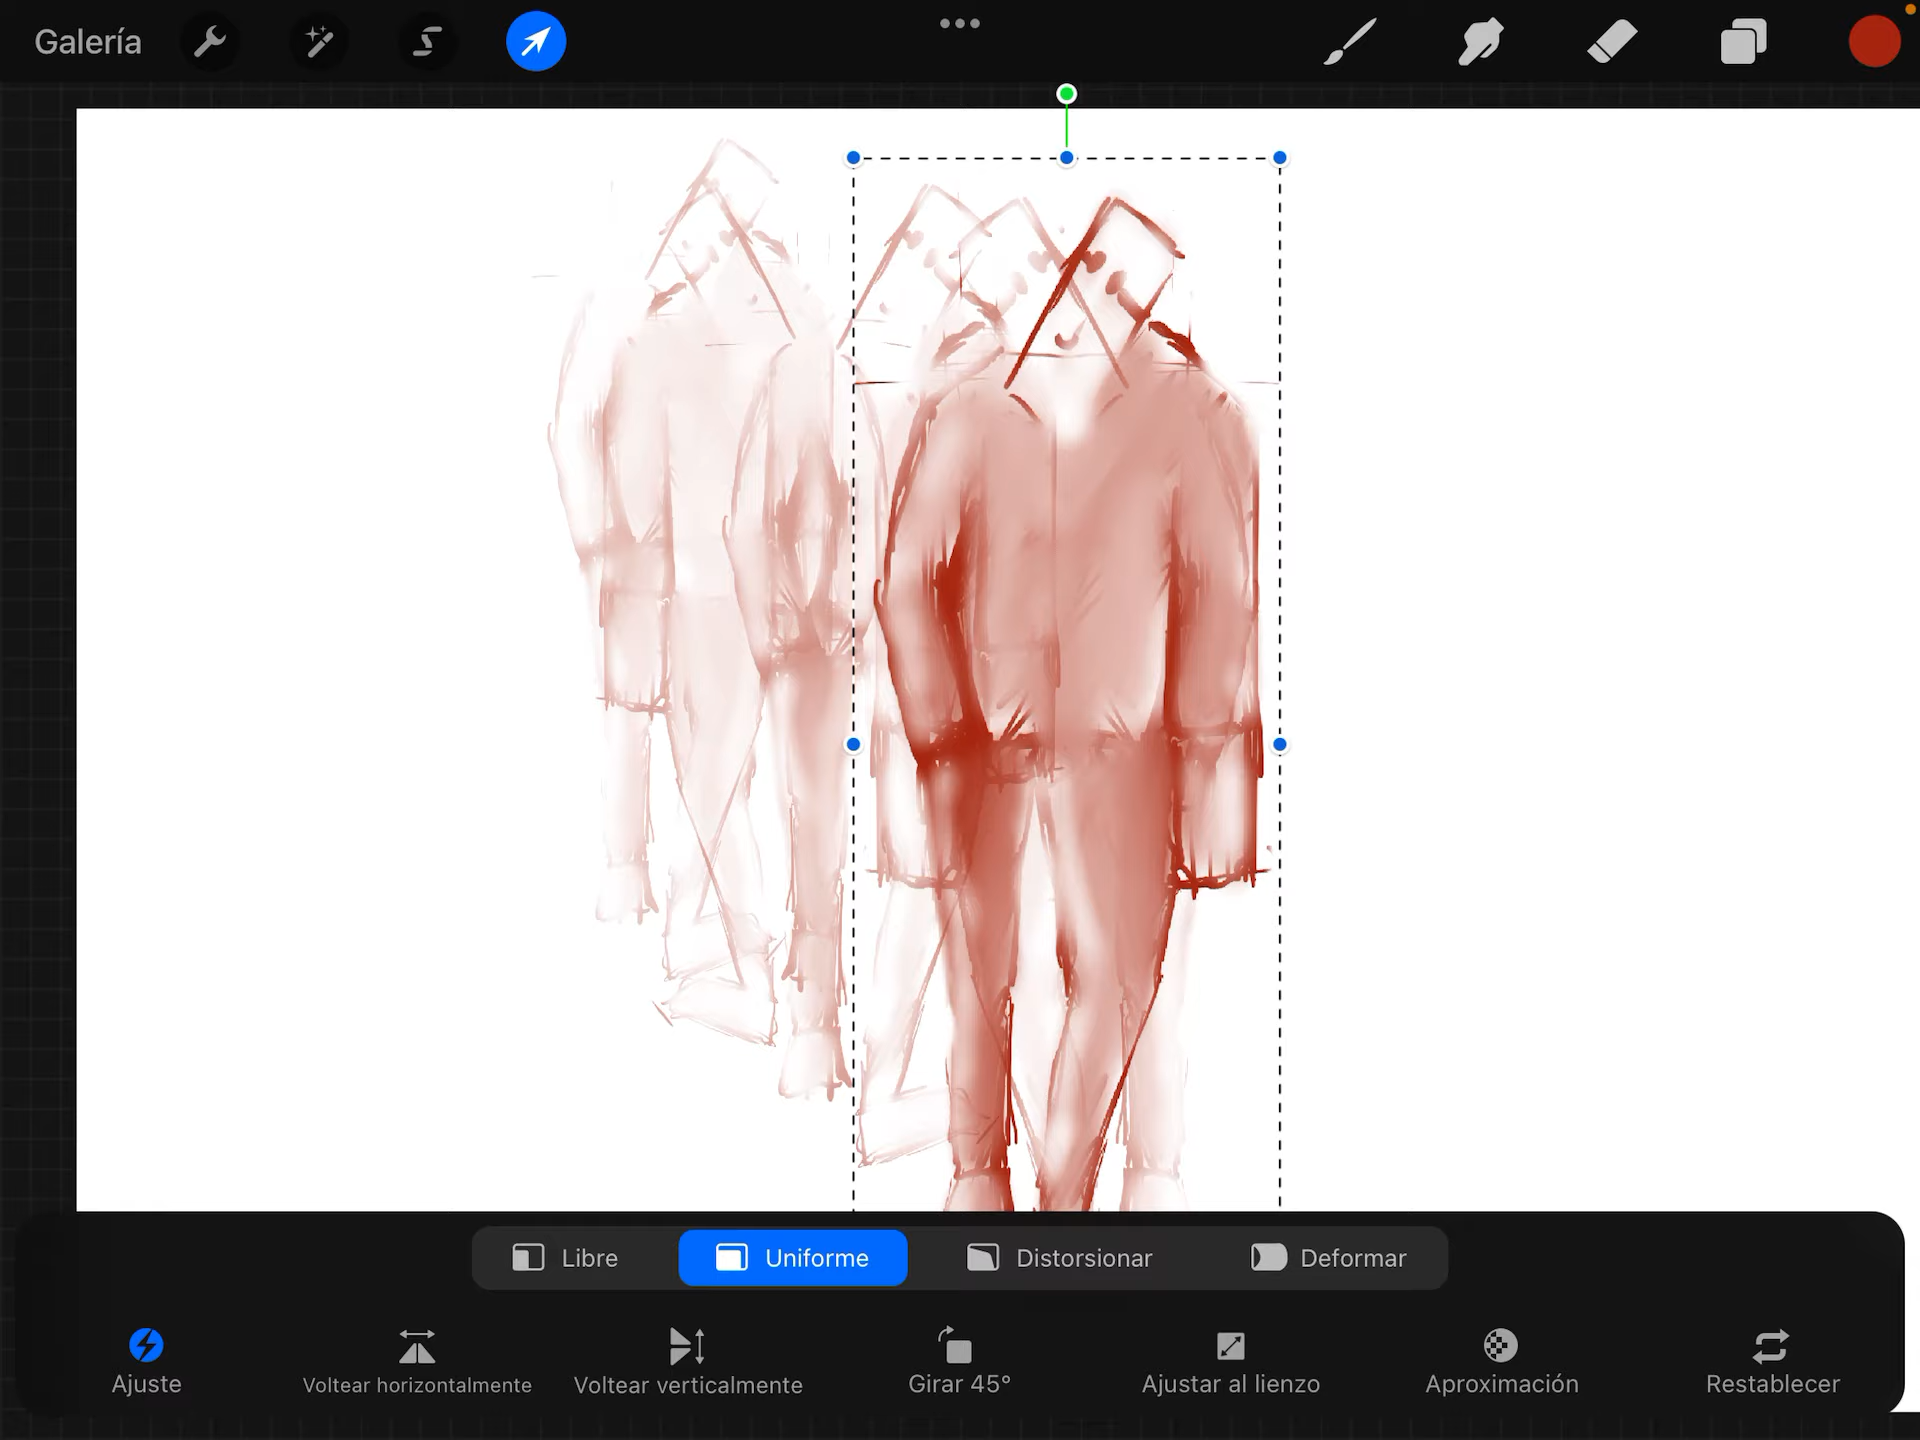 Galería
Libre
Uniforme
Distorsionar
Deformar
Ajuste
Voltear horizontalmente
Voltear verticalmente
Girar 45°
Ajustar al lienzo
Aproximación
Restablecer